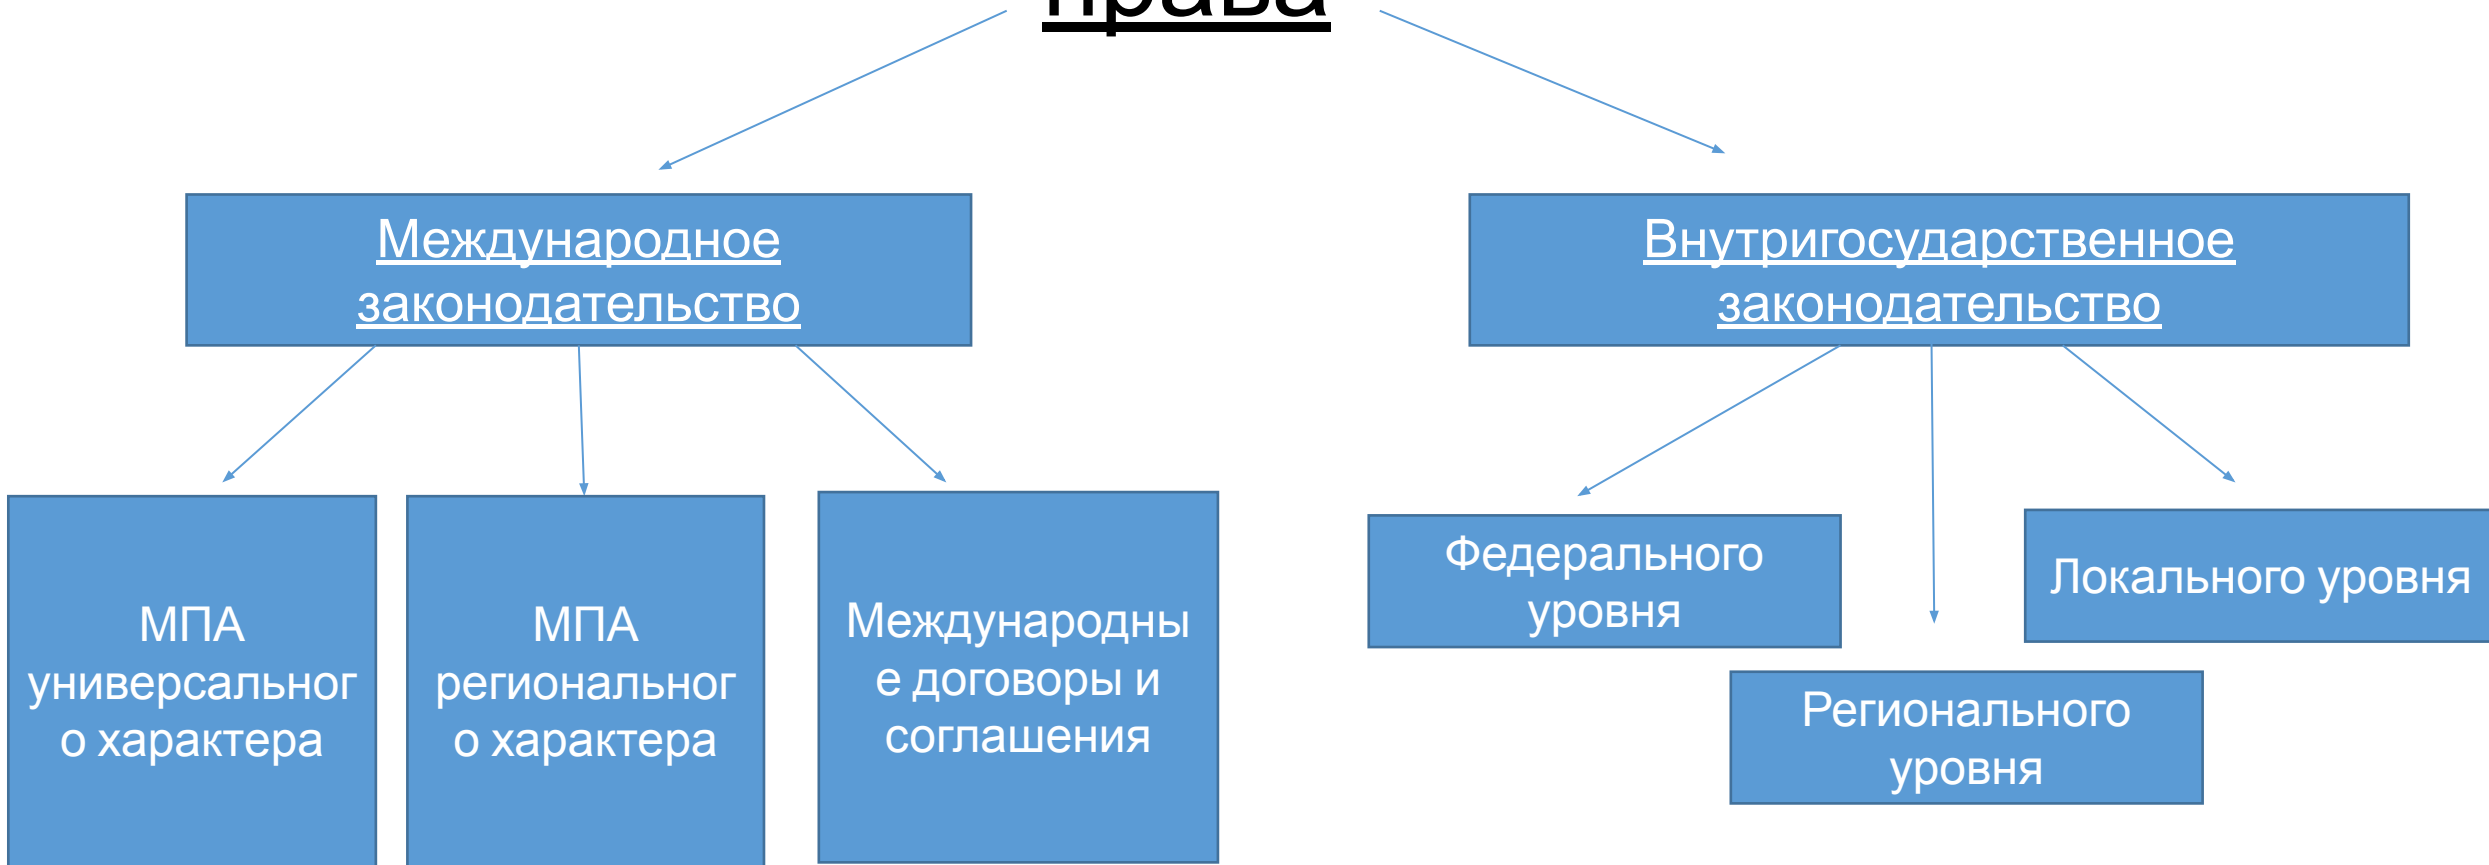 права
Международное
законодательство
Внутригосударственное
законодательство
МПА
универсальног
о характера
МПА
региональног
о характера
Международны
е договоры и
соглашения
Федерального
уровня
Локального уровня
Регионального
уровня